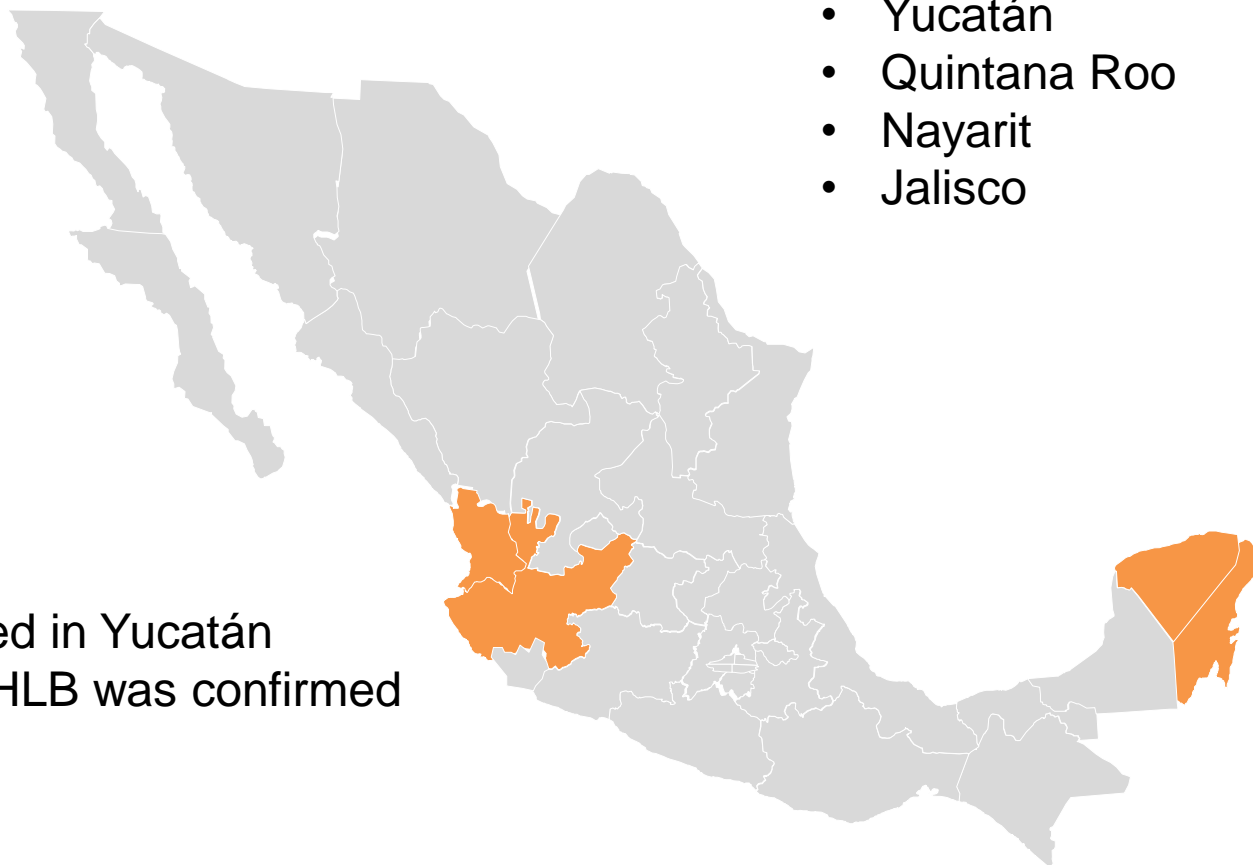 • Yucatán
• Quintana Roo
• Nayarit
• Jalisco
ed in Yucatán
HLB was confirmed